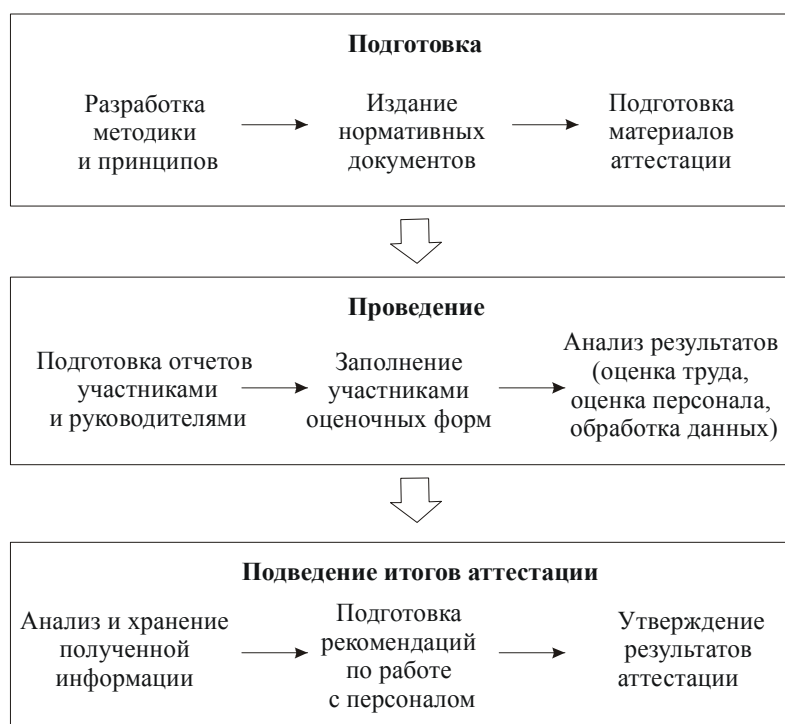 Подготовка
Разработка
методики
и принципов
Издание
нормативных
документов
Подготовка
материалов
аттестации
Проведение
Подготовка отчетов
участниками
и руководителями
Заполнение
участниками
оценочных форм
Анализ результатов
(оценка труда,
оценка персонала,
обработка данных)
Подведение итогов аттестации
Анализ и хранение
полученной
информации
Подготовка
рекомендаций
по работе
с персоналом
Утверждение
результатов
аттестации